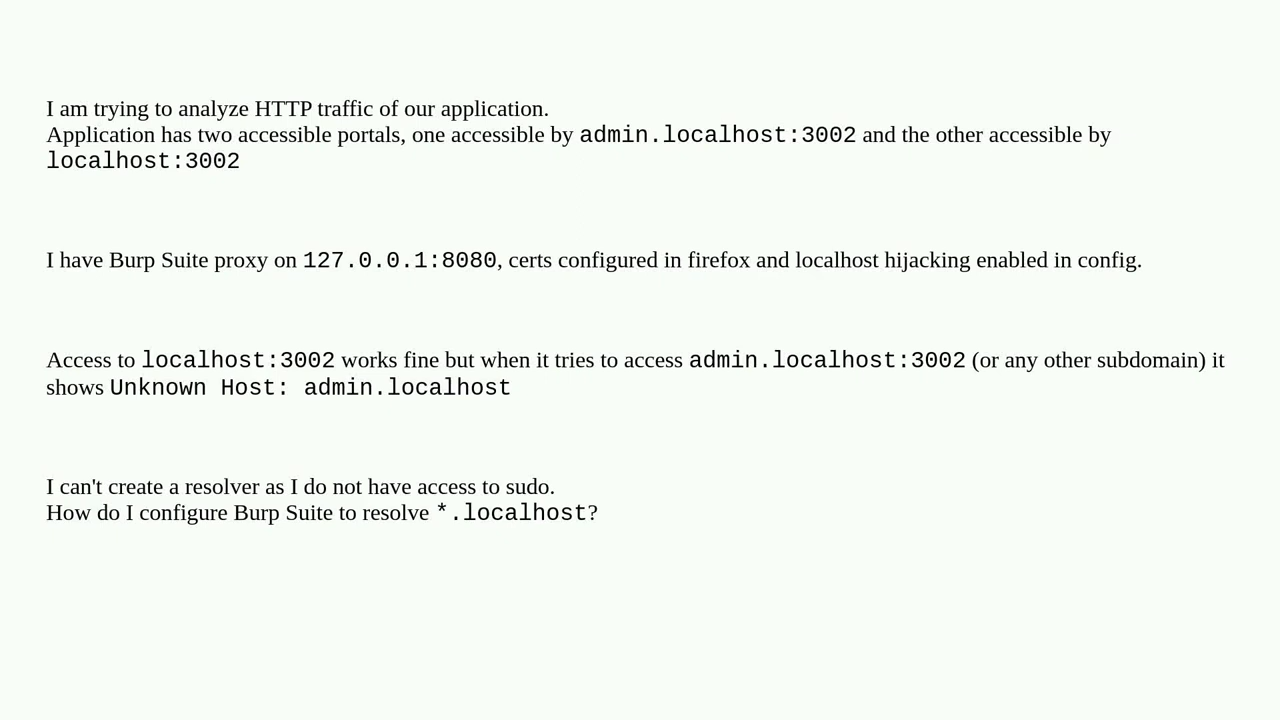 I am trying to analyze HTTP traffic of our application.
Application has two accessible portals, one accessible by admin.localhost:3002 and the other accessible by
localhost:3002
I have Burp Suite proxy on 127.0.0.1:8080, certs configured in firefox and localhost hijacking enabled in config.
Access to localhost:3002 works fine but when it tries to access admin.localhost:3002 (or any other subdomain) it
shows Unknown Host: admin.localhost
I can't create a resolver as I do not have access to sudo.
How do I configure Burp Suite to resolve *.localhost?